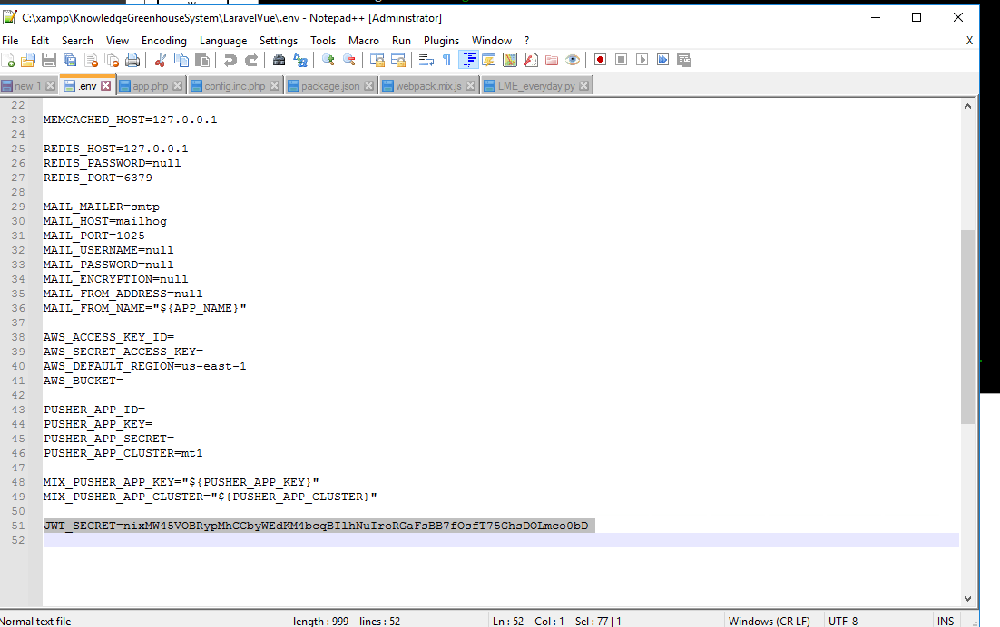 C:\xampp\KnowledgeGreenhouseSystem\LaravelVue\.env - Notepad++ [Administrator]
File Edit Search View Encoding Language Settings Tools Macro Run Plugins Window ? X
new 1 .env app.php config.inc.php package.json webpack.mix.js LME_everyday.py
22
23 MEMCACHED_HOST=127.0.0.1
24
25 REDIS_HOST=127.0.0.1
26 REDIS_PASSWORD=null
27 REDIS_PORT=6379
28
29 MAIL_MAILER=smtp
30 MAIL_HOST=mailhog
31 MAIL_PORT=1025
32 MAIL_USERNAME=null
33 MAIL_PASSWORD=null
34 MAIL_ENCRYPTION=null
35 MAIL_FROM_ADDRESS=null
36 MAIL_FROM_NAME="${APP_NAME}"
37
38 AWS_ACCESS_KEY_ID=
39 AWS_SECRET_ACCESS_KEY=
40 AWS_DEFAULT_REGION=us-east-1
41 AWS_BUCKET=
42
43 PUSHER_APP_ID=
44 PUSHER_APP_KEY=
45 PUSHER_APP_SECRET=
46 PUSHER_APP_CLUSTER=mt1
47
48 MIX_PUSHER_APP_KEY="${PUSHER_APP_KEY}"
49 MIX_PUSHER_APP_CLUSTER="${PUSHER_APP_CLUSTER}"
50
51 JWT_SECRET=nixMW45VOBRypMhCCbyWEdKM4bcqBIlhNuIroRGaFsBB7fOsfT75GhsDOLmco0bD
52
Normal text file length : 999 lines : 52 Ln : 52 Col : 1 Sel : 77 | 1 Windows (CR LF) UTF-8 INS